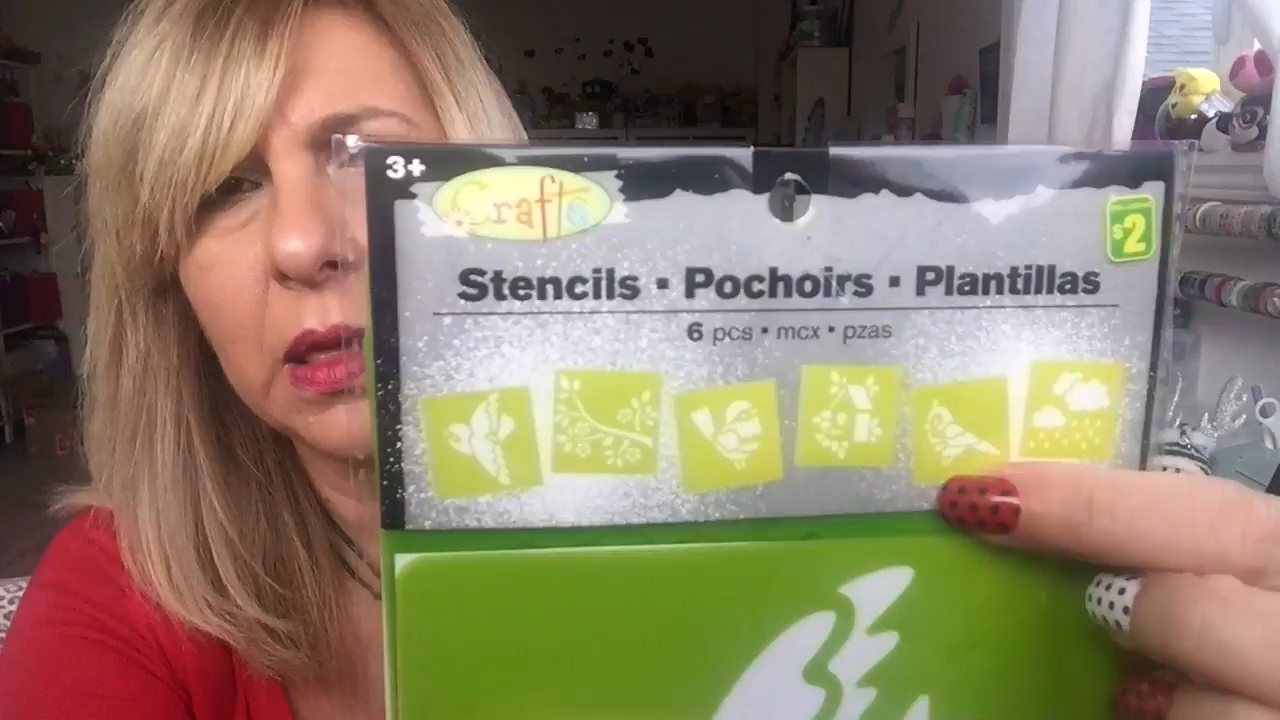 3+
Crafts
$2
Stencils ▪ Pochoirs ▪ Plantillas
6 pcs ▪ mcx ▪ pzas